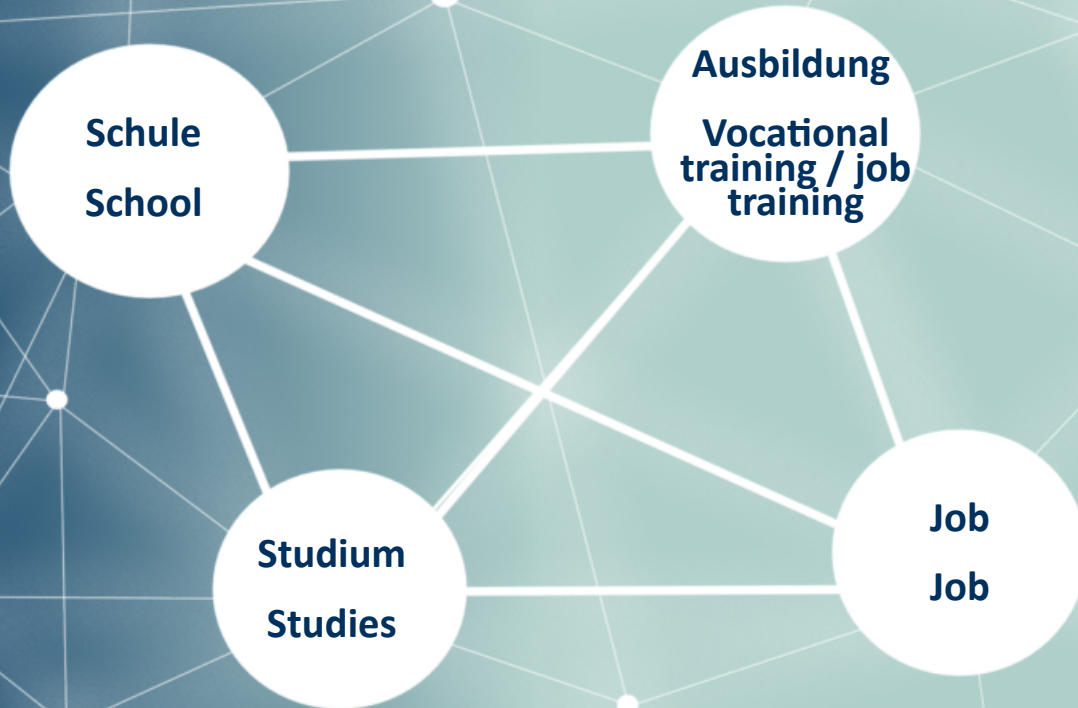 Schule
School
Ausbildung
Vocational
training / job
training
Studium
Studies
Job
Job